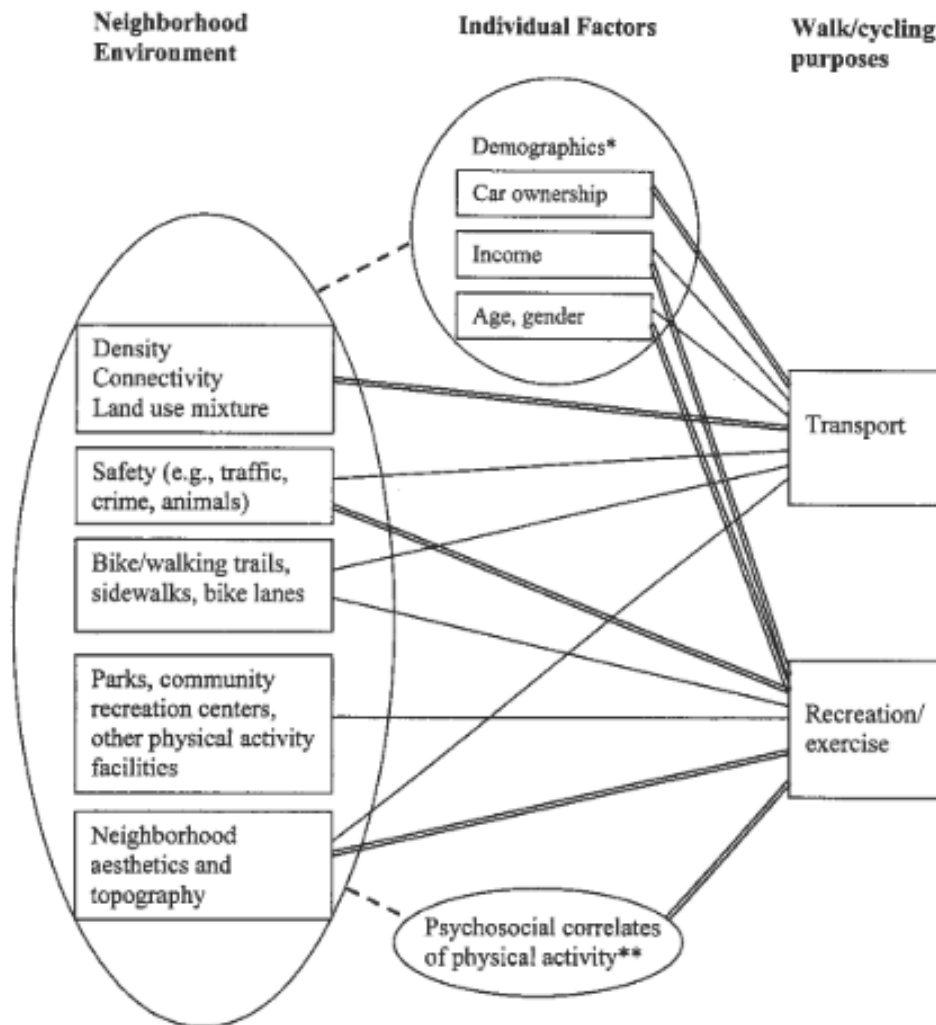 Neighborhood
Environment
Individual Factors
Walk/cycling
purposes
Demographics*
Car ownership
Income
Age, gender
Density
Connectivity
Land use mixture
Safety (e.g., traffic,
crime, animals)
Bike/walking trails,
sidewalks, bike lanes
Parks, community
recreation centers,
other physical activity
facilities
Neighborhood
aesthetics and
topography
Psychosocial correlates
of physical activity**
Transport
Recreation/
exercise